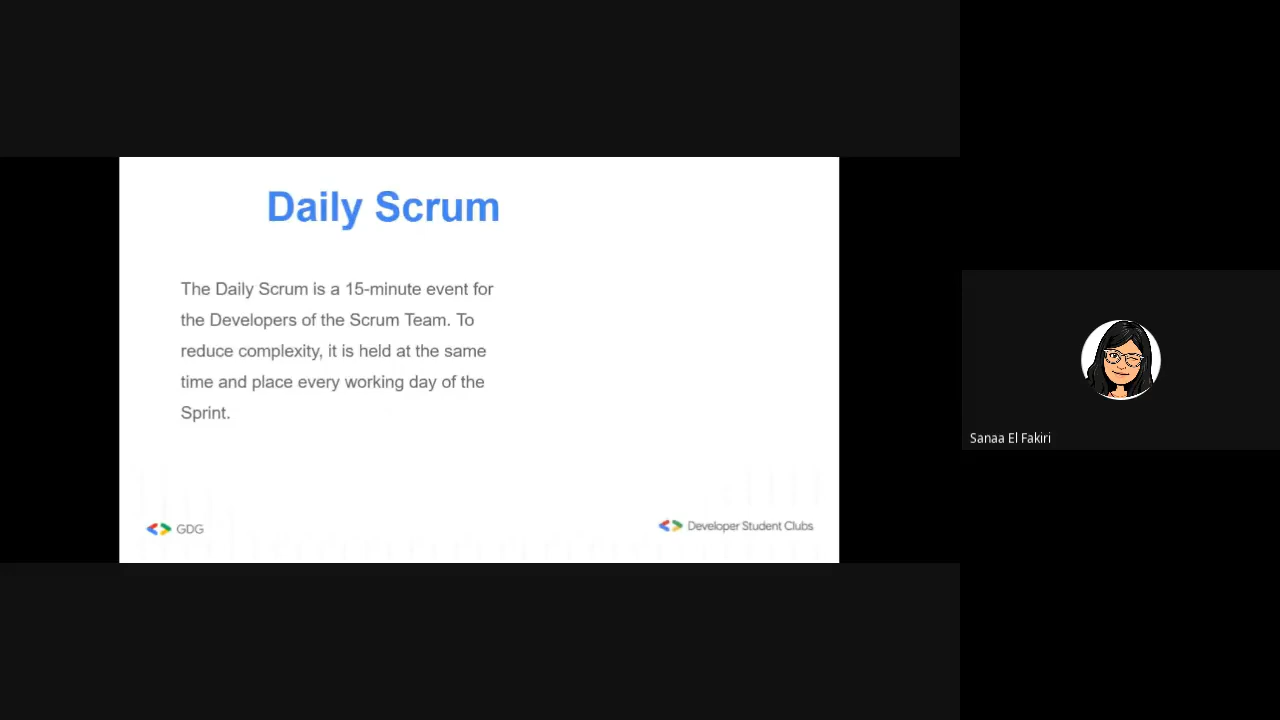 Daily Scrum
The Daily Scrum is a 15-minute event for
the Developers of the Scrum Team. To
reduce complexity, it is held at the same
time and place every working day of the
Sprint.
GDG
Developer Student Clubs
Sanaa El Fakiri